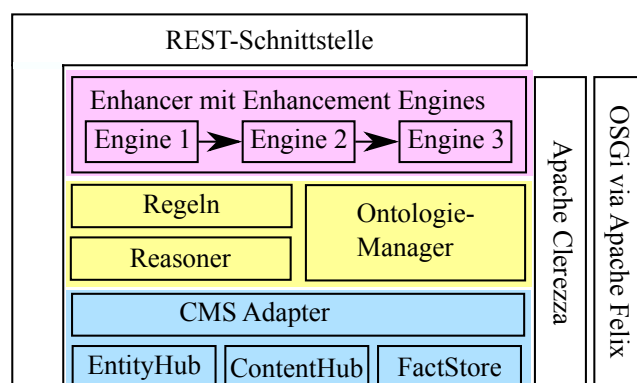 REST-Schnittstelle
Enhancer mit Enhancement Engines
Engine 1
Engine 2
Engine 3
Regeln
Reasoner
Ontologie-
Manager
CMS Adapter
EntityHub
ContentHub
FactStore
Apache Clerezza
OSGi via Apache Felix